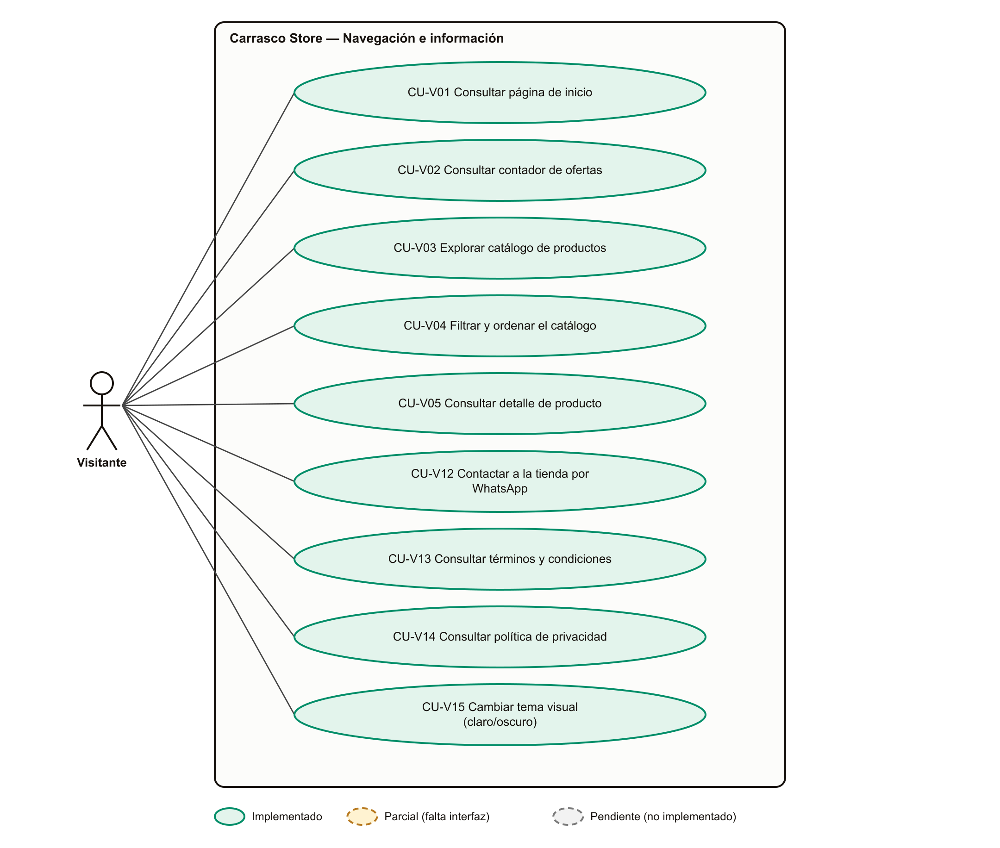 Carrasco Store — Navegación e información
CU-V01 Consultar página de inicio
CU-V02 Consultar contador de ofertas
CU-V03 Explorar catálogo de productos
CU-V04 Filtrar y ordenar el catálogo
CU-V05 Consultar detalle de producto
Visitante
CU-V12 Contactar a la tienda por
WhatsApp
CU-V13 Consultar términos y condiciones
CU-V14 Consultar política de privacidad
CU-V15 Cambiar tema visual
(claro/oscuro)
Implementado
Parcial (falta interfaz)
Pendiente (no implementado)